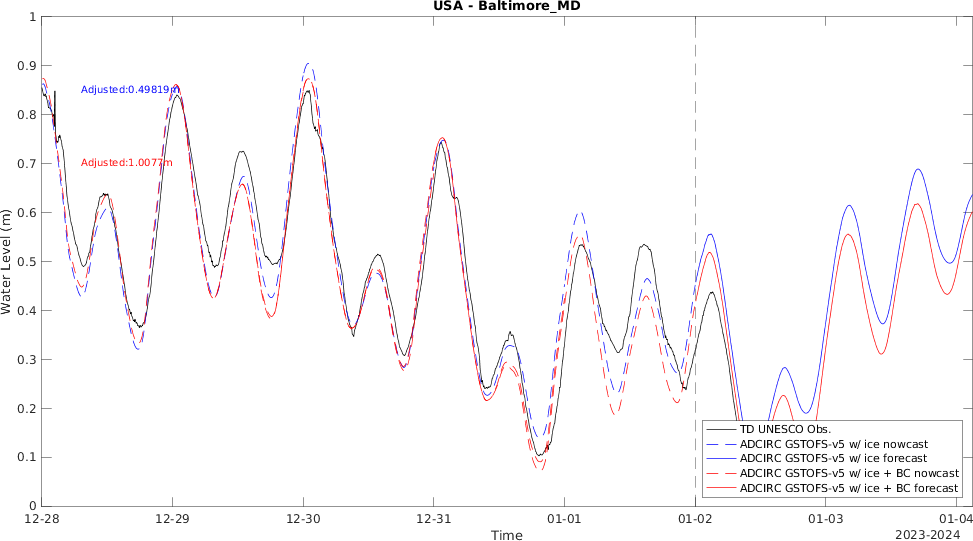 USA - Baltimore_MD
1
0.9
0.8
0.7
0.6
0.5
0.4
0.3
0.2
0.1
0
Water Level (m)
Adjusted:0.49819m
Adjusted:1.0077m
TD UNESCO Obs.
ADCIRC GSTOFS-v5 w/ ice nowcast
ADCIRC GSTOFS-v5 w/ ice forecast
ADCIRC GSTOFS-v5 w/ ice + BC nowcast
ADCIRC GSTOFS-v5 w/ ice + BC forecast
12-28 12-29 12-30 12-31 01-01 01-02 01-03 01-04
Time
2023-2024